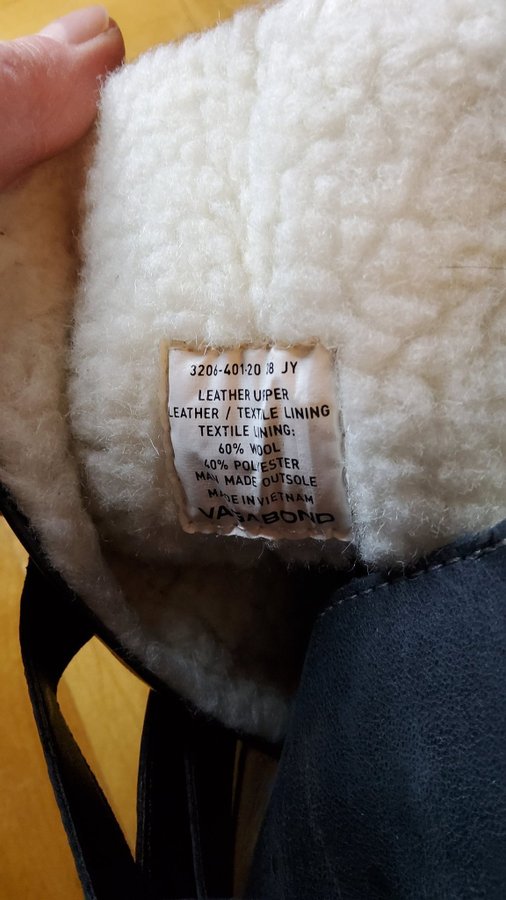 3206-401-20 38 JY
LEATHER UPPER
LEATHER / TEXTILE LINING
TEXTILE LINING:
60% WOOL
40% POLYESTER
MAN MADE OUTSOLE
MADE IN VIETNAM
VAGABOND